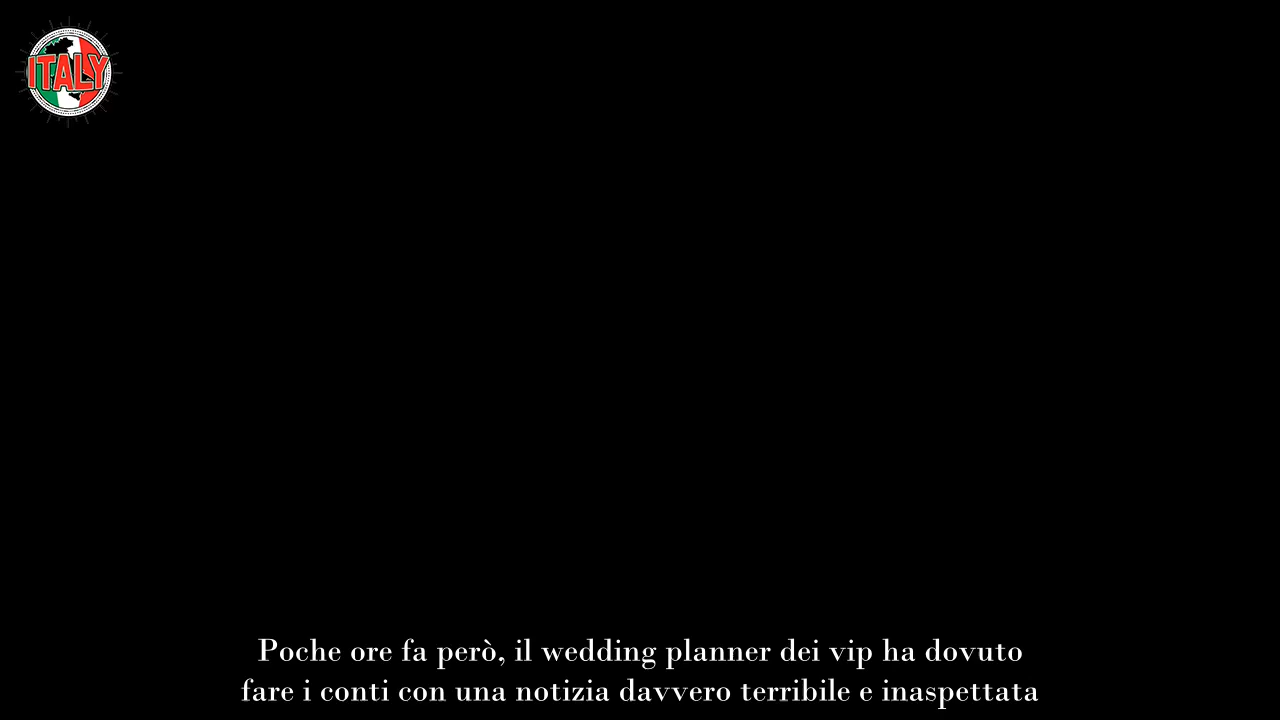 ITALY
Poche ore fa però, il wedding planner dei vip ha dovuto
fare i conti con una notizia davvero terribile e inaspettata